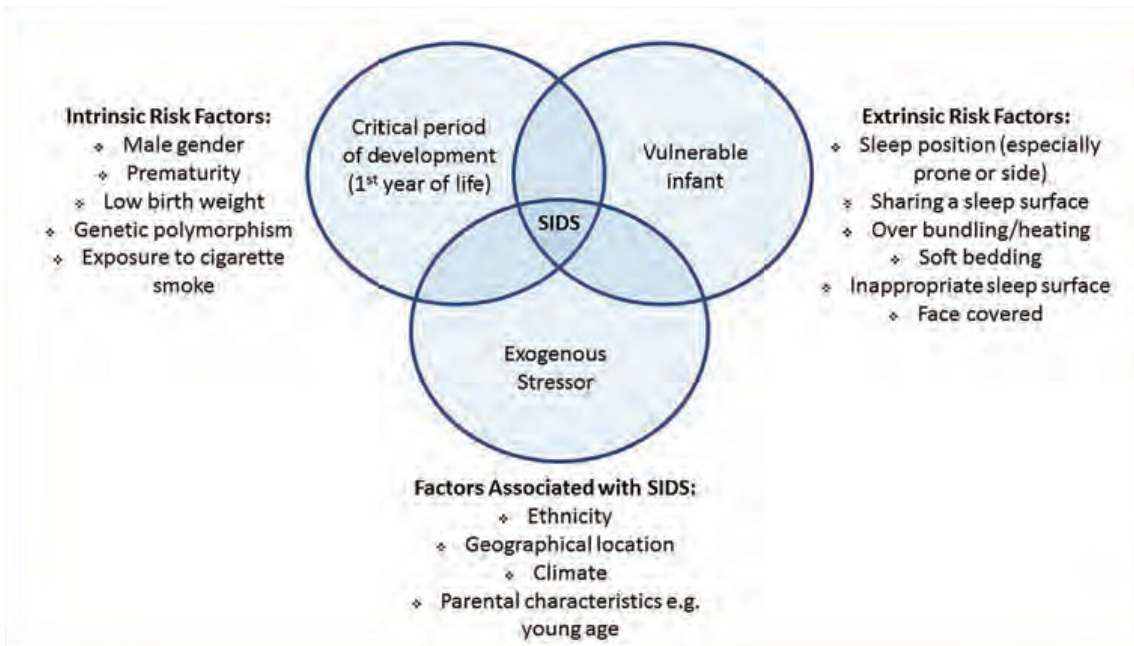 Intrinsic Risk Factors:
❖ Male gender
❖ Prematurity
❖ Low birth weight
❖ Genetic polymorphism
❖ Exposure to cigarette
smoke
Critical period
of development
(1st year of life)
Vulnerable
infant
SIDS
Exogenous
Stressor
Extrinsic Risk Factors:
❖ Sleep position (especially
prone or side)
❖ Sharing a sleep surface
❖ Over bundling/heating
❖ Soft bedding
❖ Inappropriate sleep surface
❖ Face covered
Factors Associated with SIDS:
❖ Ethnicity
❖ Geographical location
❖ Climate
❖ Parental characteristics e.g.
young age